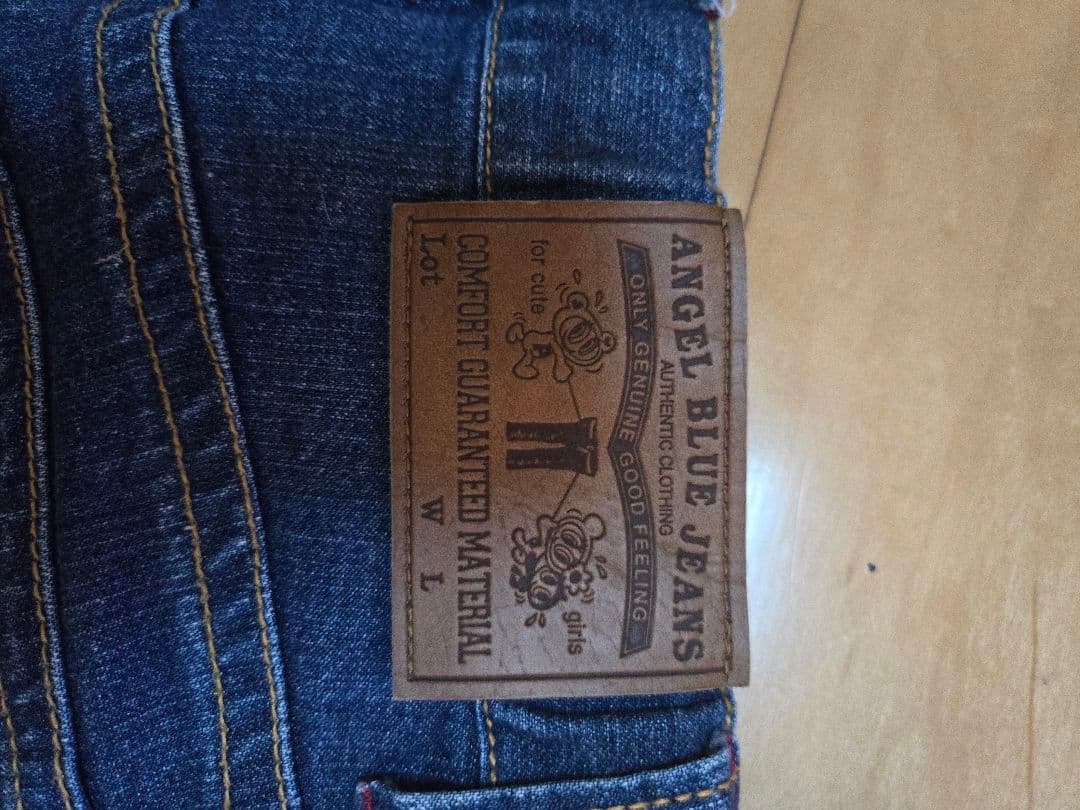 ANGEL BLUE JEANS
AUTHENTIC CLOTHING
ONLY GENUINE GOOD FEELING
for cute
girls
COMFORT GUARANTEED MATERIAL
Lot W L